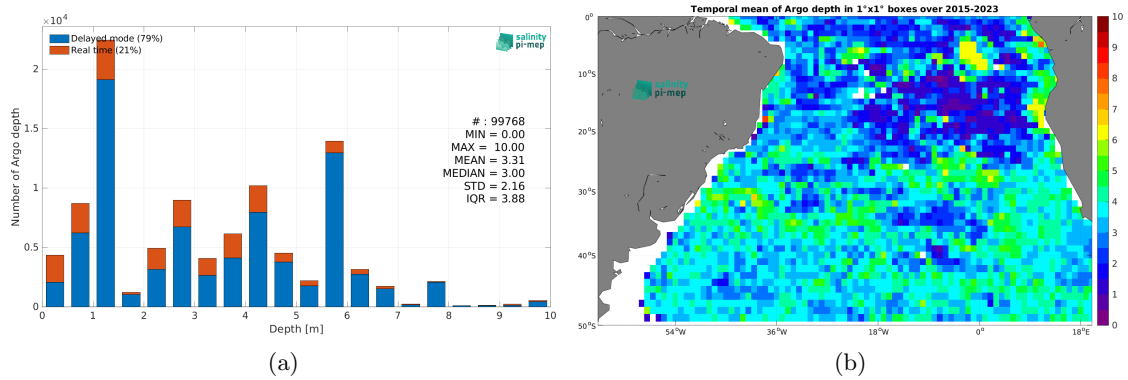 ×10⁴
Delayed mode (79%)
Real time (21%)
salinity
pi-mep
2
1.5
1
0.5
0
Number of Argo depth
# : 99768
MIN = 0.00
MAX = 10.00
MEAN = 3.31
MEDIAN = 3.00
STD = 2.16
IQR = 3.88
0 1 2 3 4 5 6 7 8 9 10
Depth [m]
(a)
Temporal mean of Argo depth in 1°x1° boxes over 2015-2023
0°
10°S
20°S
30°S
40°S
50°S
salinity
pi-mep
54°W 36°W 18°W 0° 18°E
10
9
8
7
6
5
4
3
2
1
0
(b)